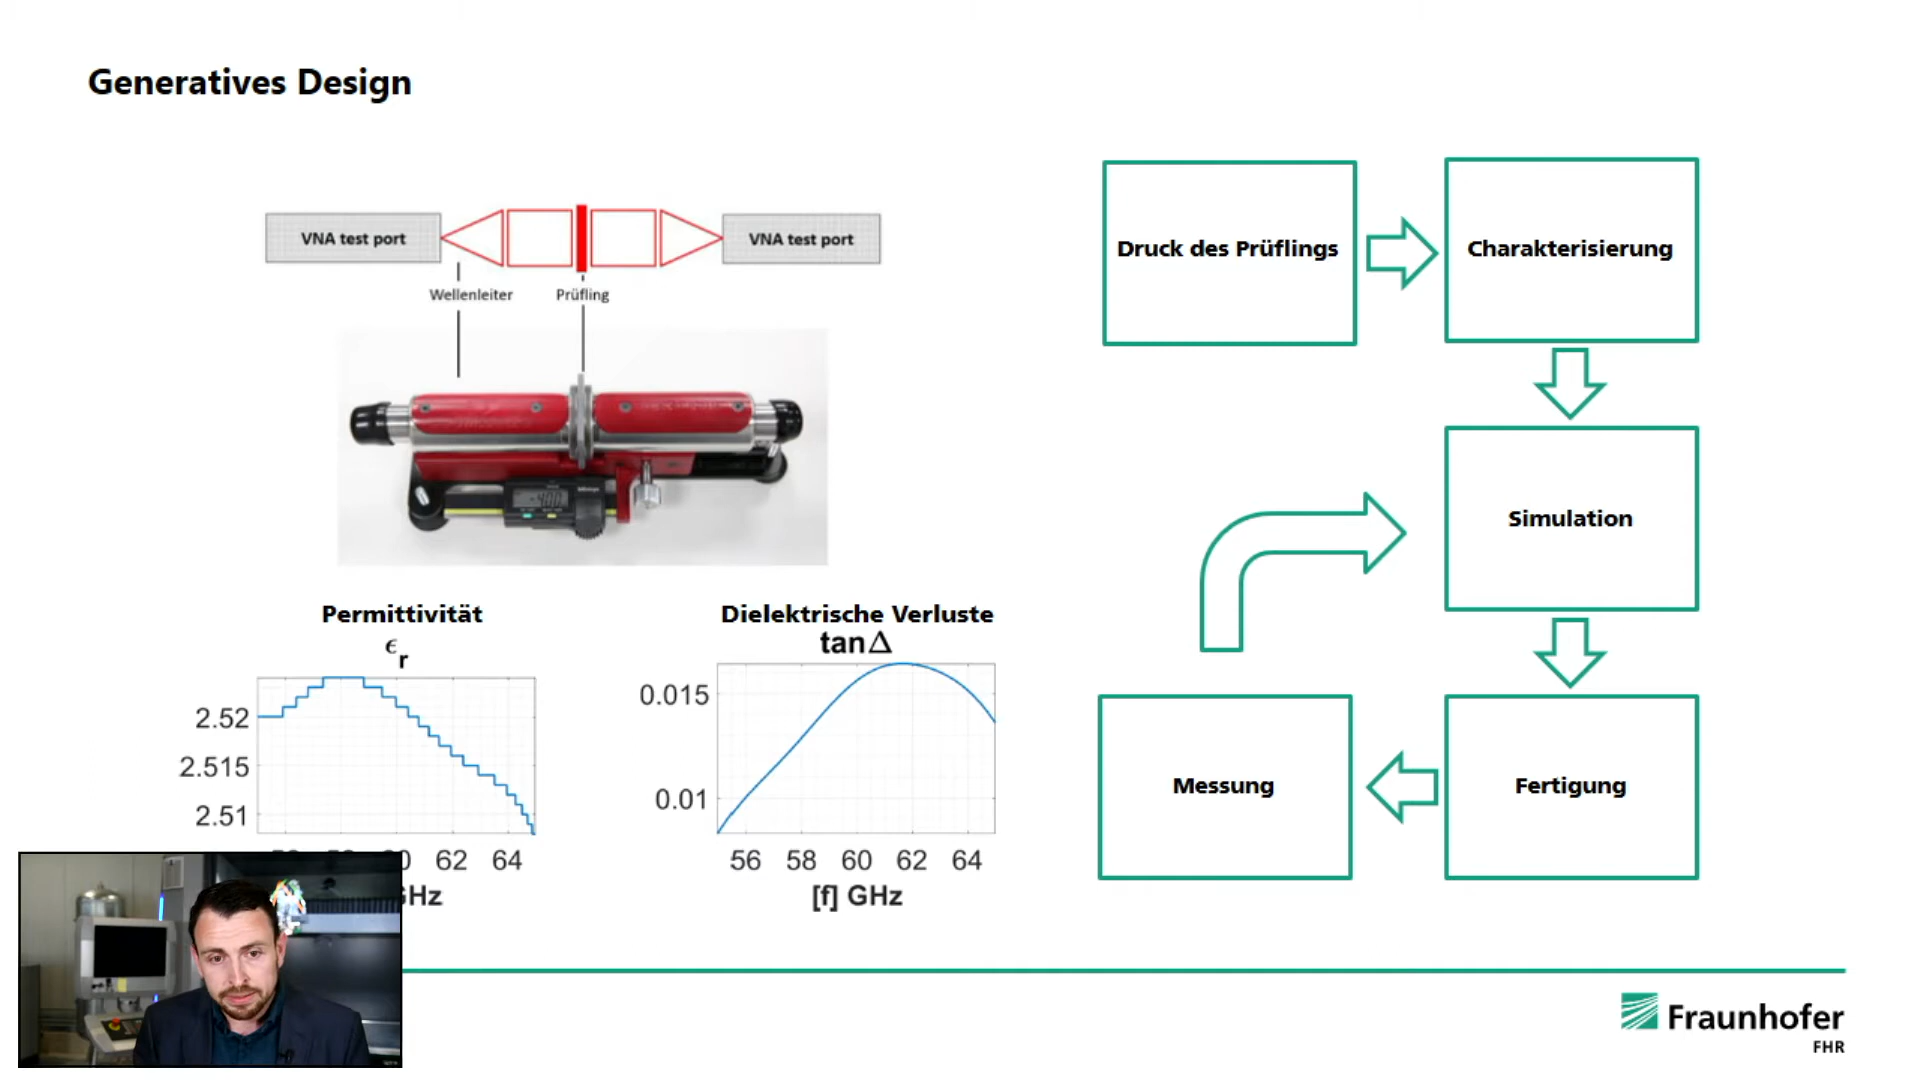 Generatives Design
VNA test port
VNA test port
Wellenleiter
Prüfling
Permittivität
ϵr
2.52
2.515
2.51
62
64
GHz
Dielektrische Verluste
tanΔ
0.015
0.01
56
58
60
62
64
[f] GHz
Druck des Prüflings
Charakterisierung
Simulation
Messung
Fertigung
Fraunhofer
FHR